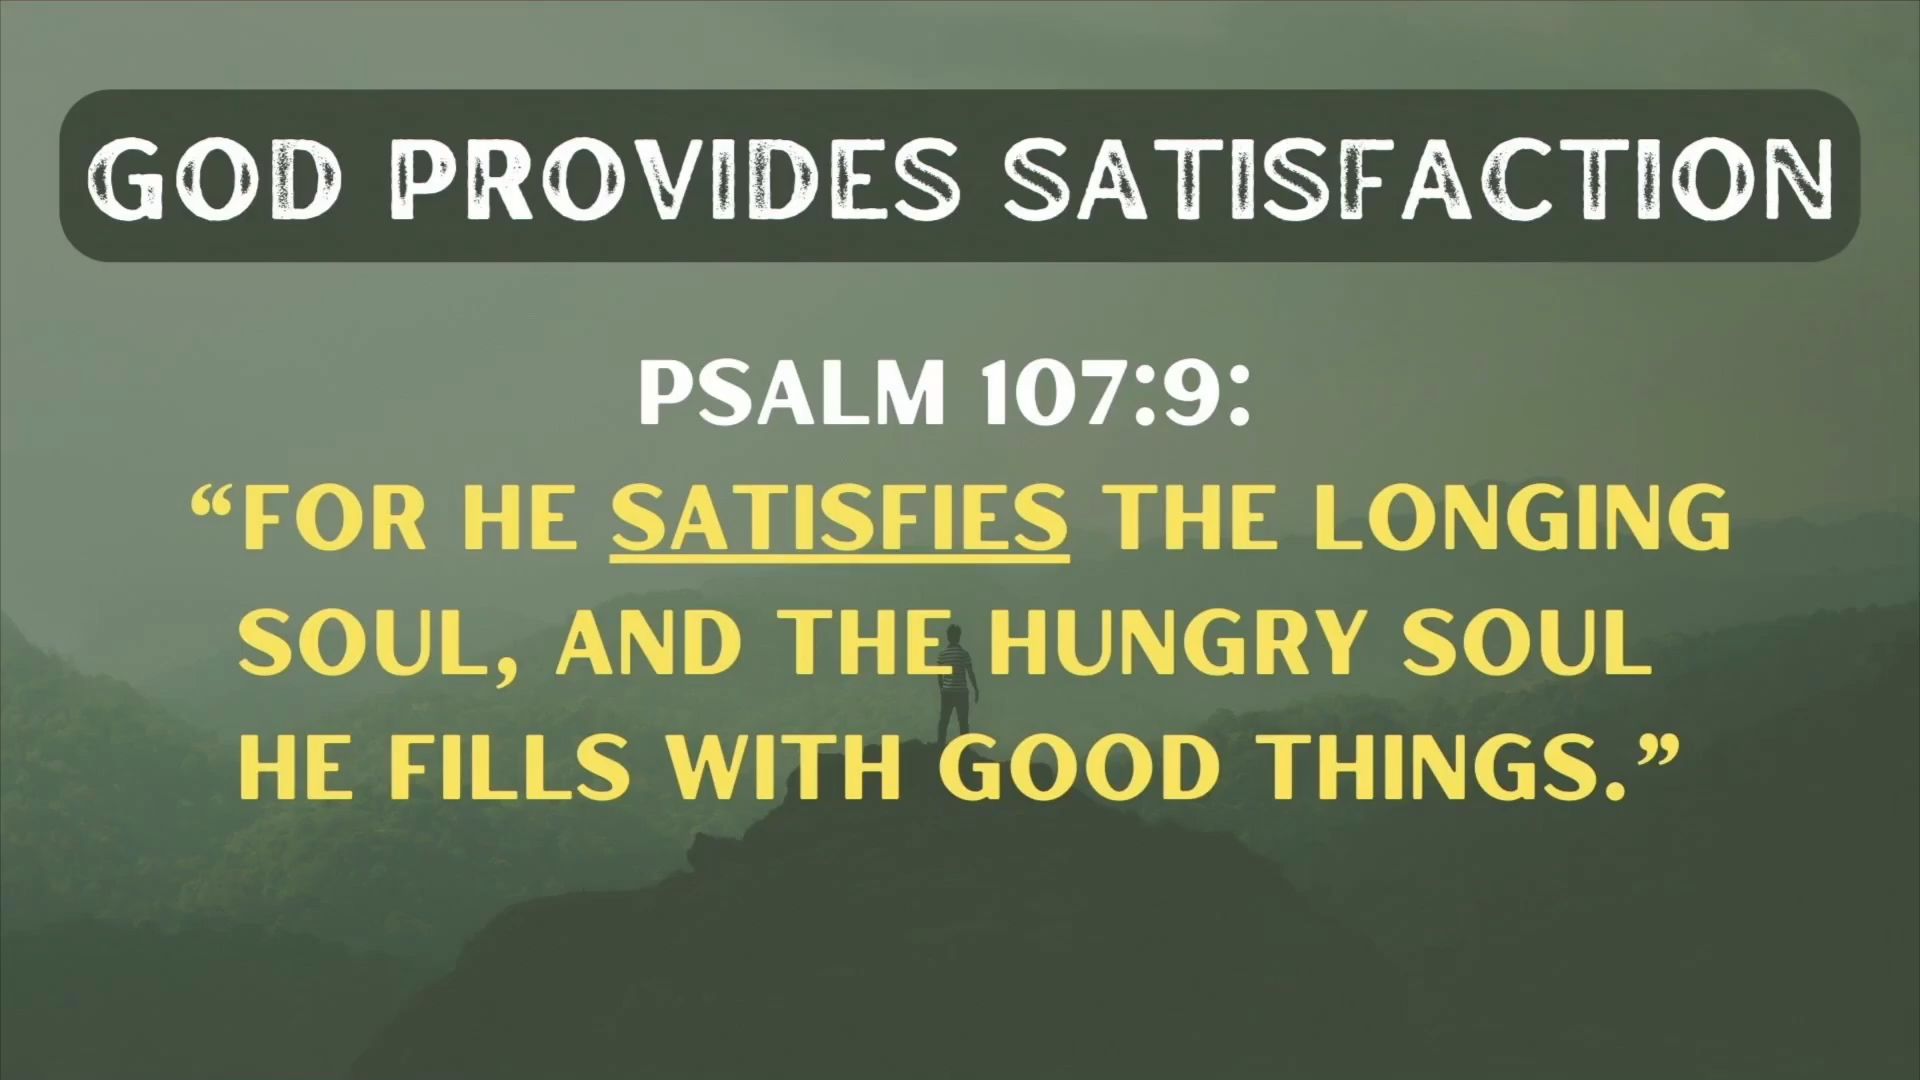 GOD PROVIDES SATISFACTION
PSALM 107:9:
“FOR HE SATISFIES THE LONGING
SOUL, AND THE HUNGRY SOUL
HE FILLS WITH GOOD THINGS.”